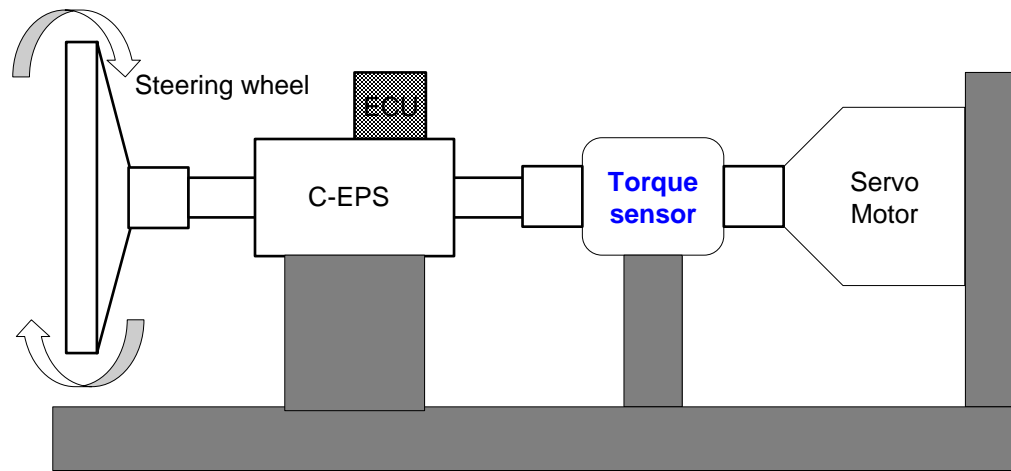 Steering wheel
ECU
C-EPS
Torque
sensor
Servo
Motor